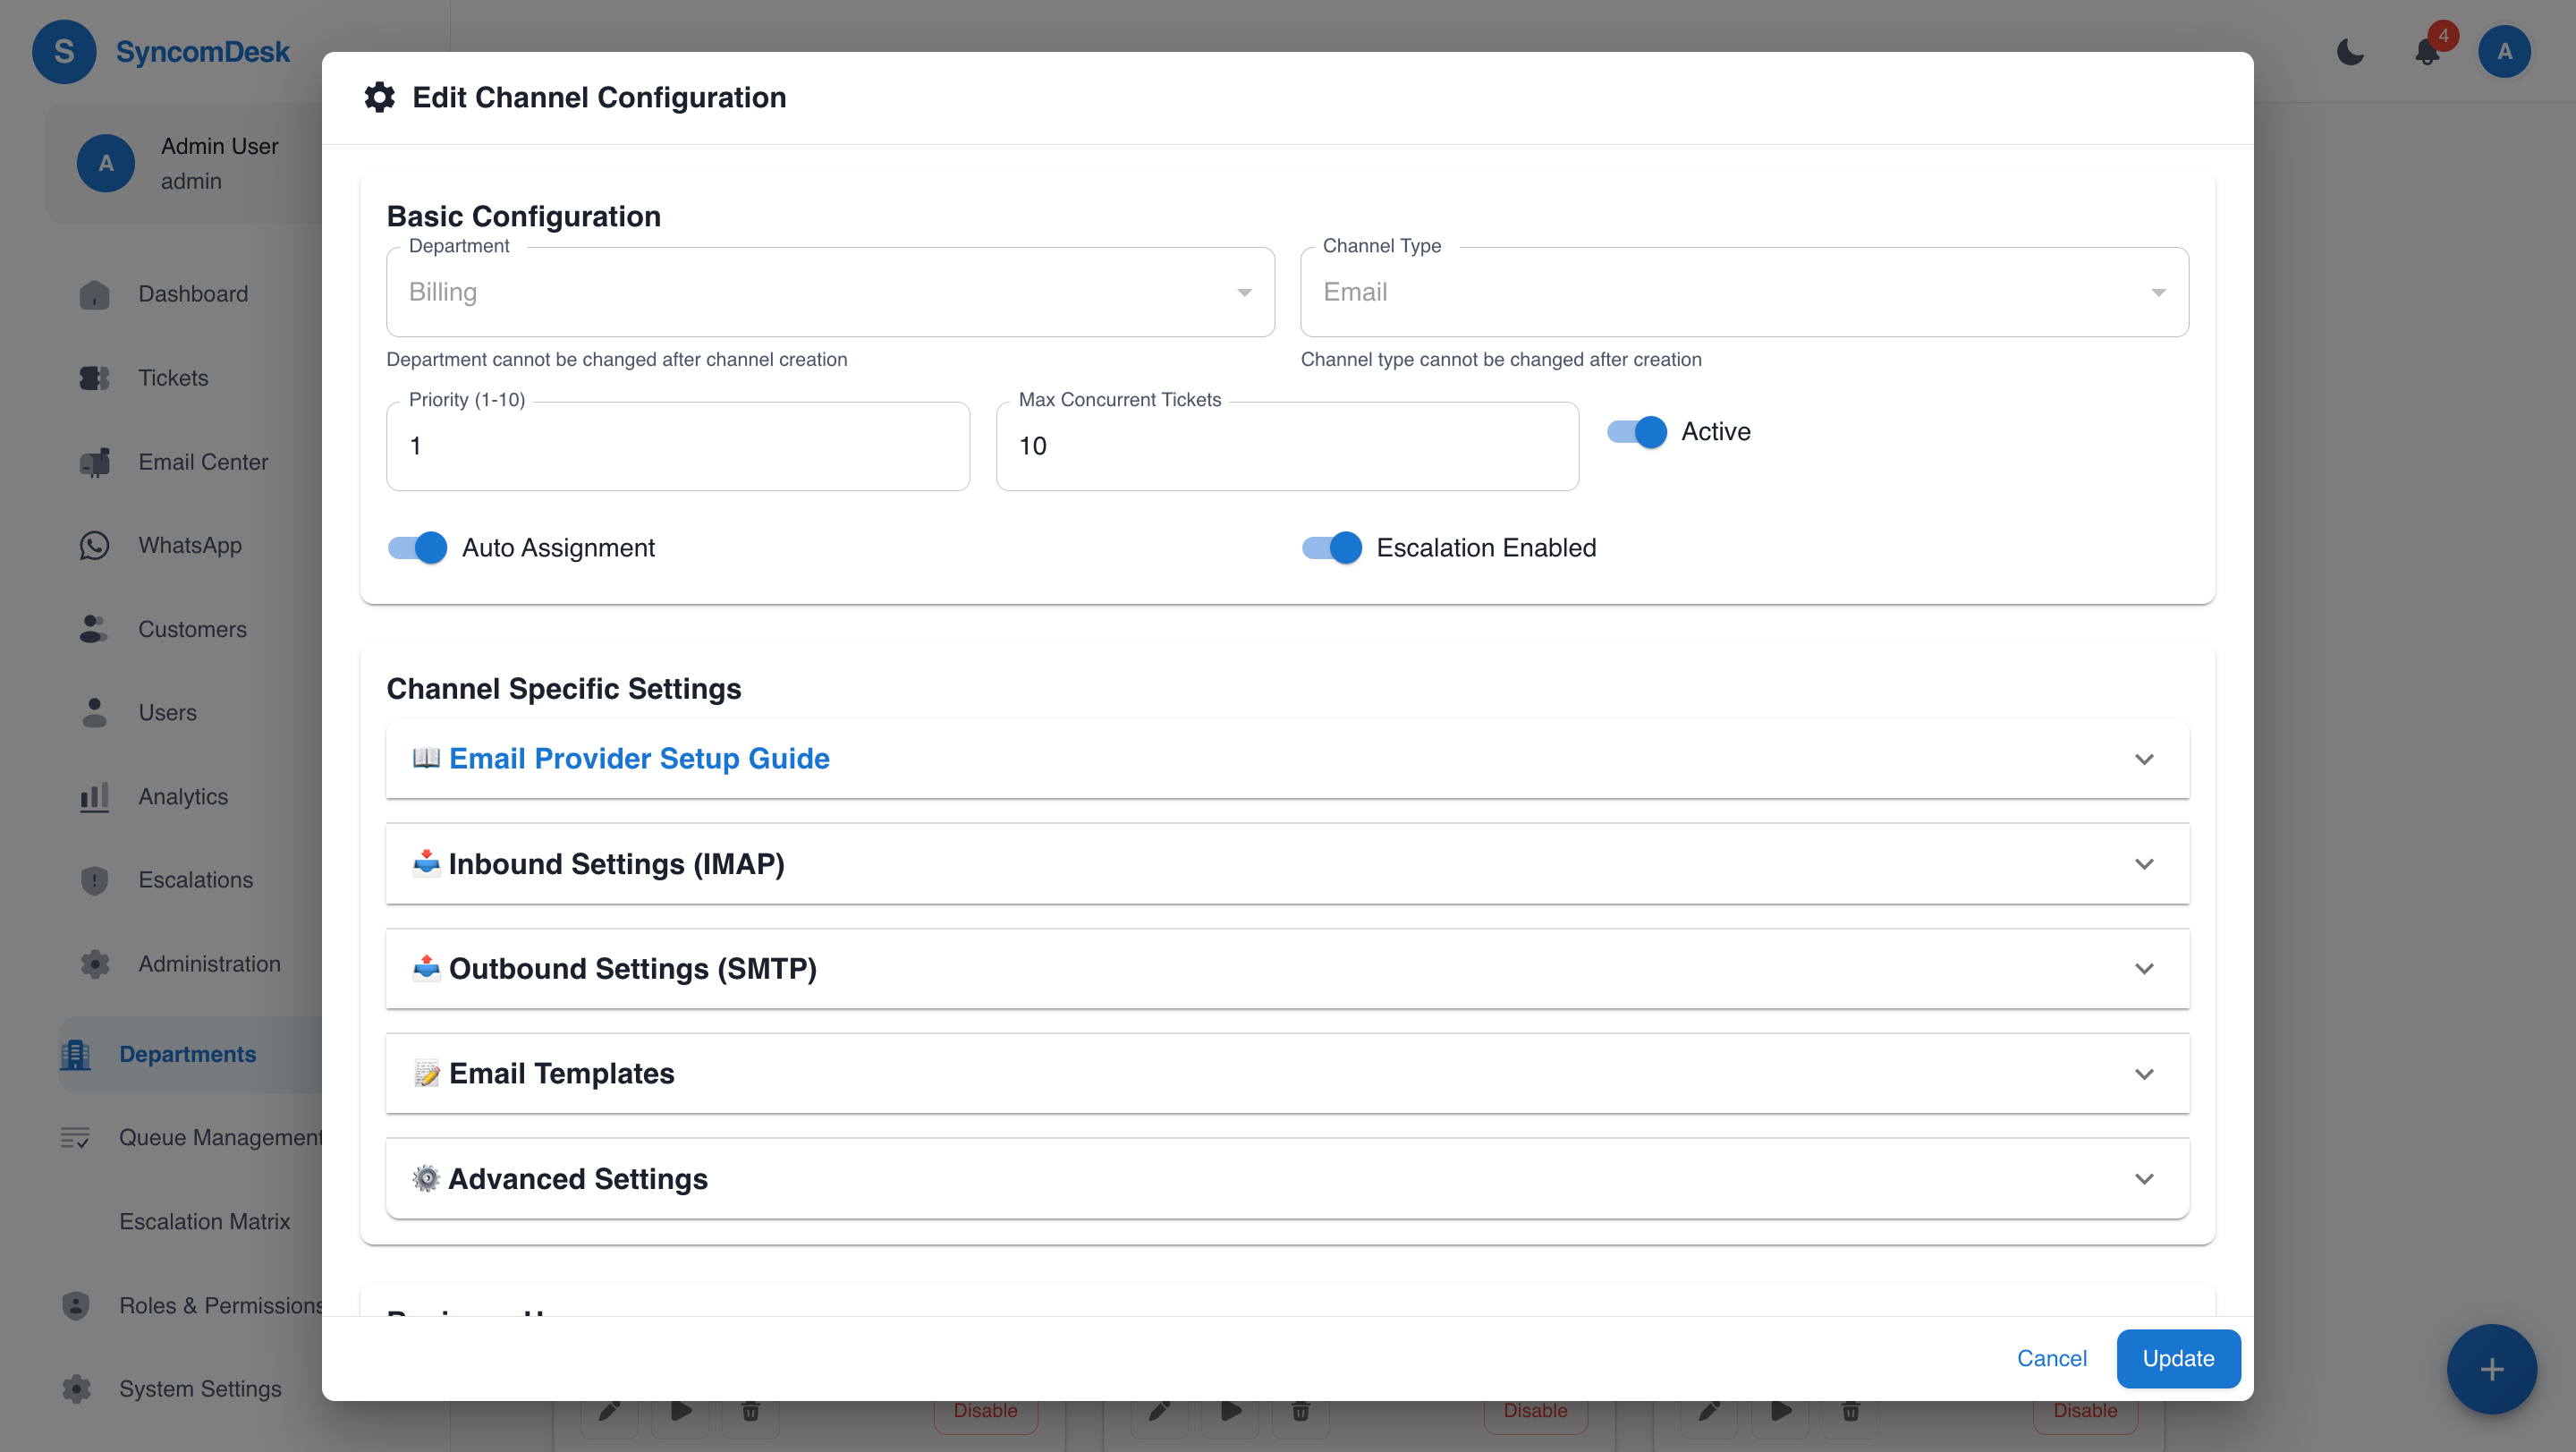 S SyncomDesk
4
A
A
Admin User
admin
Dashboard
Tickets
Email Center
WhatsApp
Customers
Users
Analytics
Escalations
Administration
Departments
Queue Management
Escalation Matrix
Roles & Permissions
System Settings
Edit Channel Configuration
Basic Configuration
Department
Billing
Department cannot be changed after channel creation
Channel Type
Email
Channel type cannot be changed after creation
Priority (1-10)
1
Max Concurrent Tickets
10
Active
Auto Assignment
Escalation Enabled
Channel Specific Settings
Email Provider Setup Guide
Inbound Settings (IMAP)
Outbound Settings (SMTP)
Email Templates
Advanced Settings
Cancel
Update
Disable
Disable
Disable